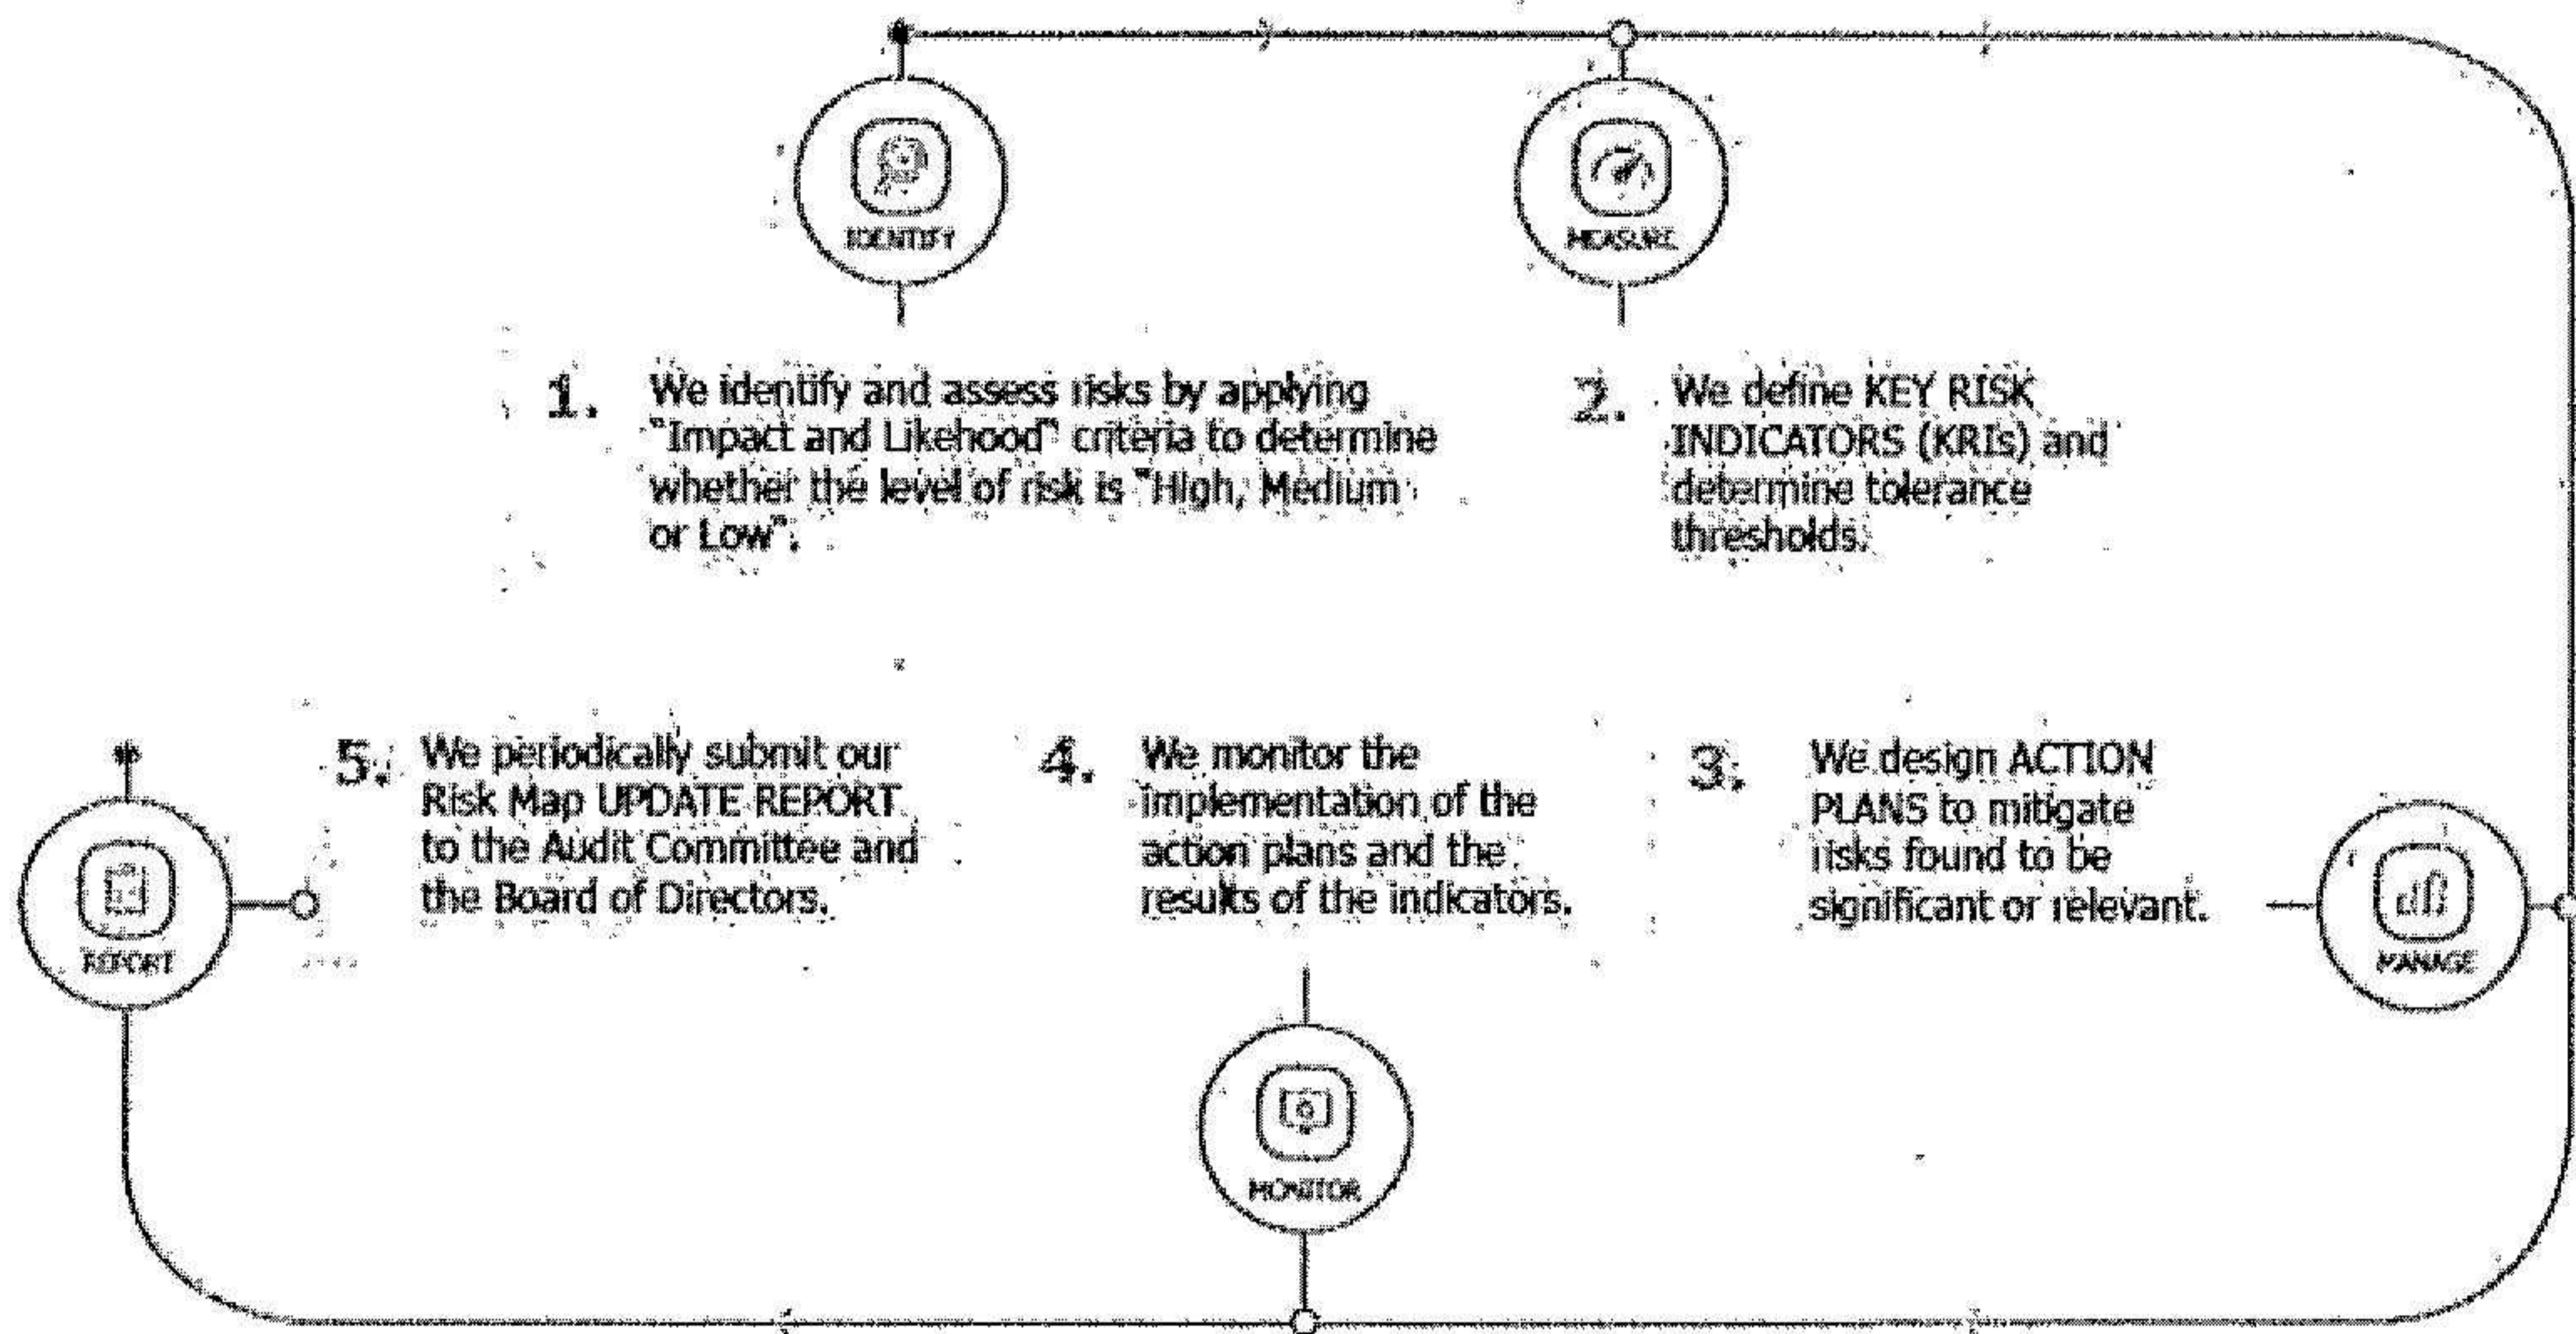 IDENTIFY
MEASURE
1. We identify and assess risks by applying
"Impact and Likehood" criteria to determine
whether the level of risk is "High, Medium
or Low".
2. We define KEY RISK
INDICATORS (KRIs) and
determine tolerance
thresholds.
5. We periodically submit our
Risk Map UPDATE REPORT
to the Audit Committee and
the Board of Directors.
4. We monitor the
implementation of the
action plans and the
results of the indicators.
3. We design ACTION
PLANS to mitigate
risks found to be
significant or relevant.
REPORT
MANAGE
MONITOR